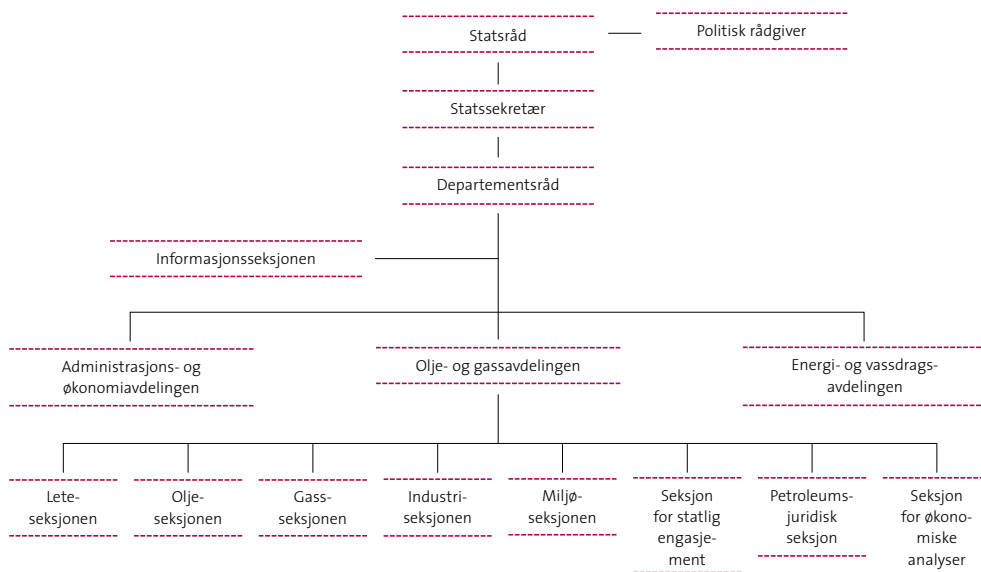 Statsråd
Politisk rådgiver
Statssekretær
Departementsråd
Informasjonsseksjonen
Administrasjons- og
økonomiavdelingen
Olje- og gassavdelingen
Energi- og vassdrags-
avdelingen
Lete-
seksjonen
Olje-
seksjonen
Gass-
seksjonen
Industri-
seksjonen
Miljø-
seksjonen
Seksjon
for statlig
engasje-
ment
Petroleums-
juridisk
seksjon
Seksjon
for økono-
miske
analyser